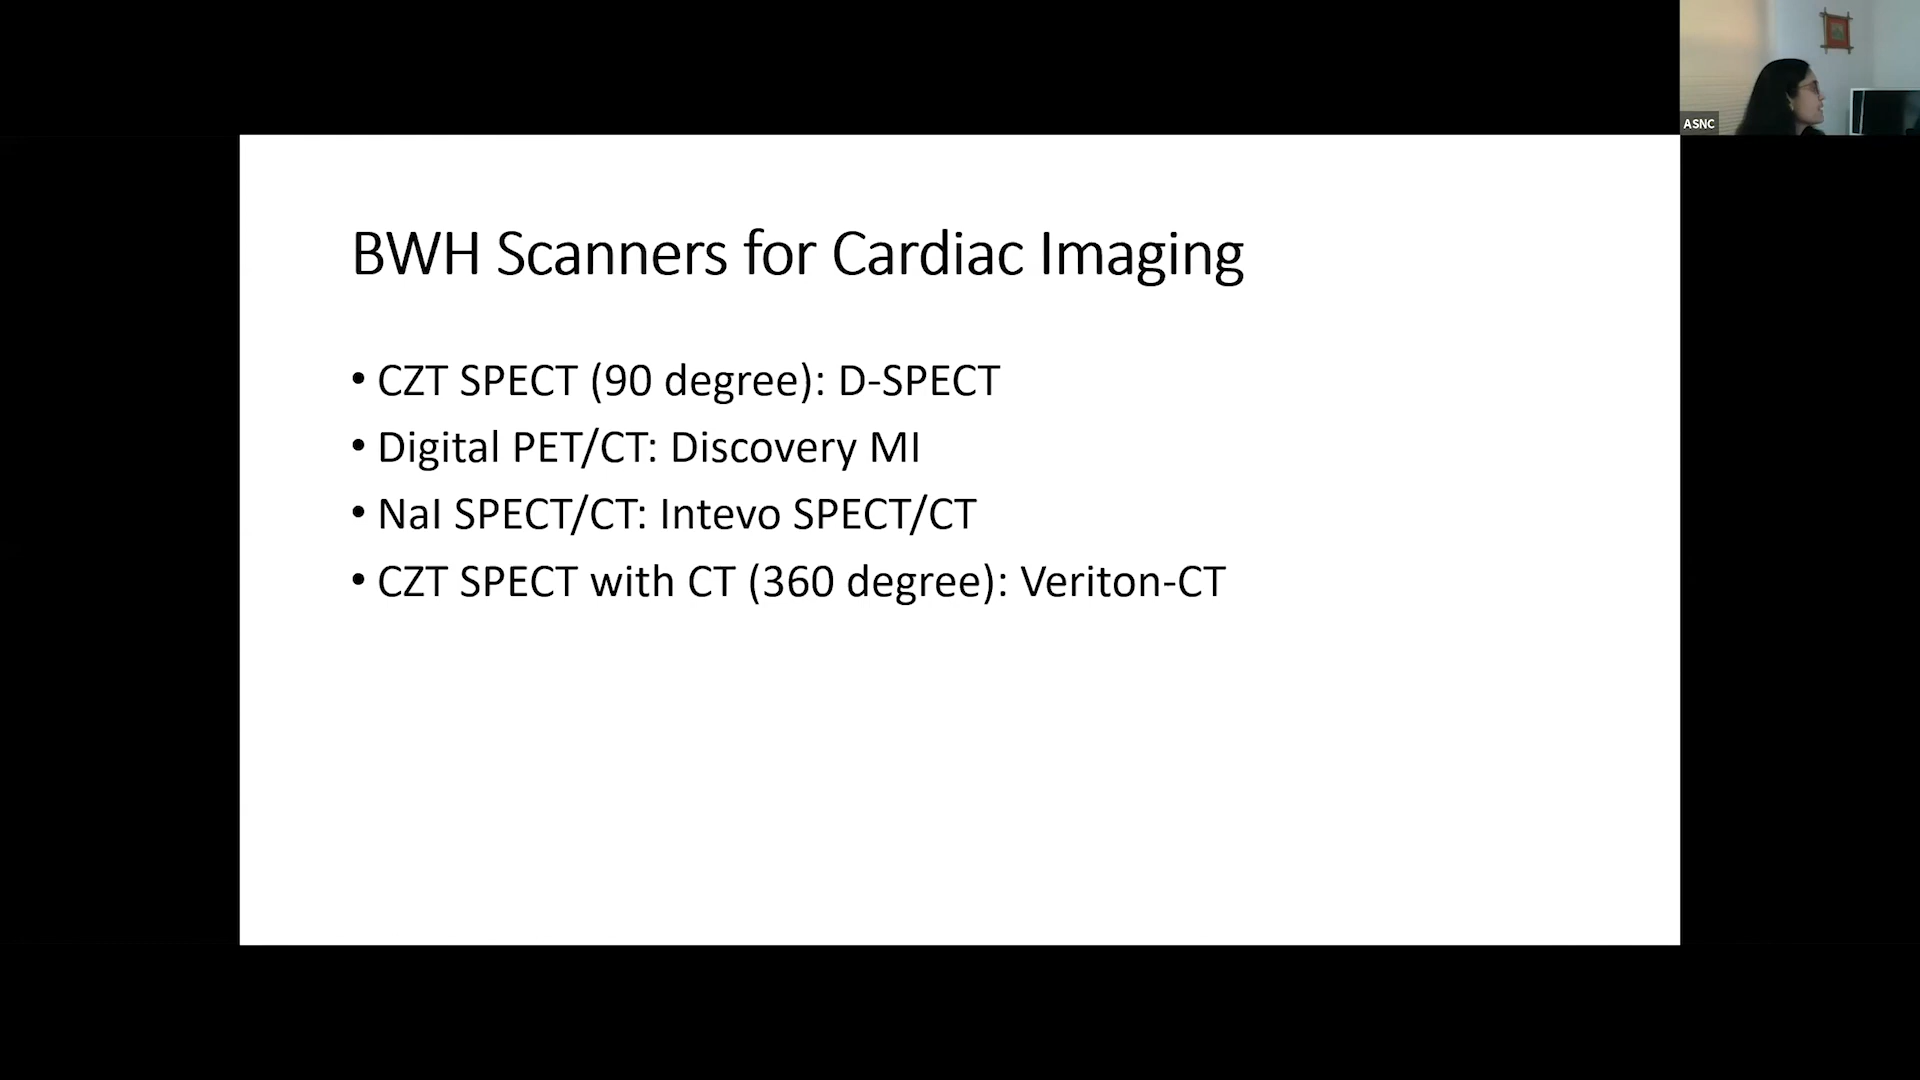 ASNC
BWH Scanners for Cardiac Imaging
• CZT SPECT (90 degree): D-SPECT
• Digital PET/CT: Discovery MI
• NaI SPECT/CT: Intevo SPECT/CT
• CZT SPECT with CT (360 degree): Veriton-CT